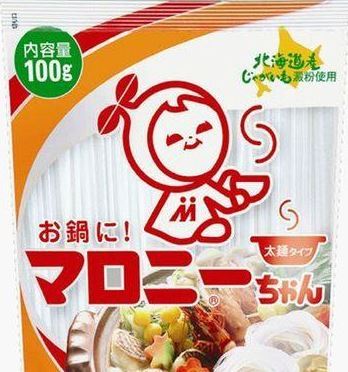 内容量
100g
北海道産
じゃがいも澱粉使用
お鍋に!
太麺タイプ
マロニーちゃん
®